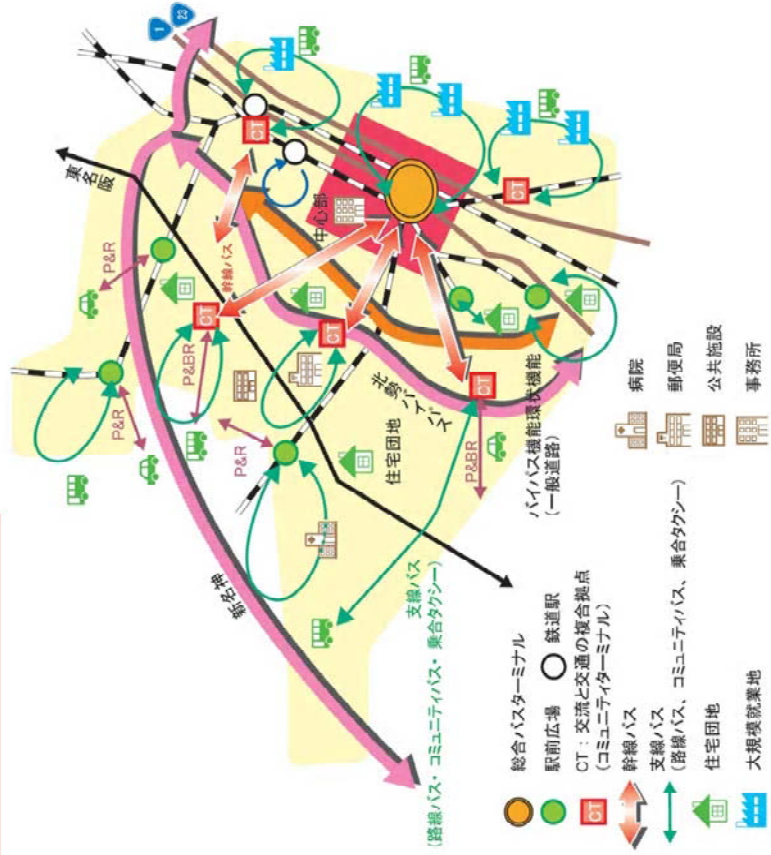 1
23
東名阪
P&R
P&R
P&BR
P&R
P&BR
CT
CT
CT
CT
CT
幹線バス
中心部
北勢バイパス
住宅団地
新名神
支線バス
(路線バス・コミュニティバス・乗合タクシー)
バイパス機能環状機能
(一般道路)
総合バスターミナル
駅前広場
鉄道駅
CT
CT:交流と交通の複合拠点
(コミュニティターミナル)
幹線バス
支線バス
(路線バス、コミュニティバス、乗合タクシー)
住宅団地
大規模就業地
病院
郵便局
公共施設
事務所